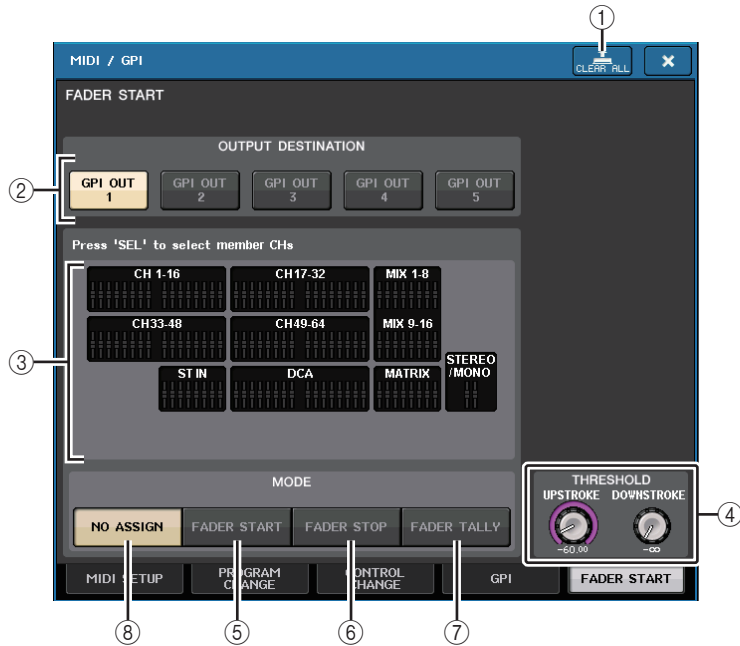 ①
MIDI / GPI
CLEAR ALL
×
FADER START
OUTPUT DESTINATION
②
GPI OUT 1
GPI OUT 2
GPI OUT 3
GPI OUT 4
GPI OUT 5
Press 'SEL' to select member CHs
③
CH 1-16
CH17-32
MIX 1-8
CH33-48
CH49-64
MIX 9-16
ST IN
DCA
MATRIX
STEREO
/MONO
MODE
NO ASSIGN
FADER START
FADER STOP
FADER TALLY
THRESHOLD
UPSTROKE
DOWNSTROKE
-60.00
-∞
④
MIDI SETUP
PROGRAM CHANGE
CONTROL CHANGE
GPI
FADER START
⑧
⑤
⑥
⑦